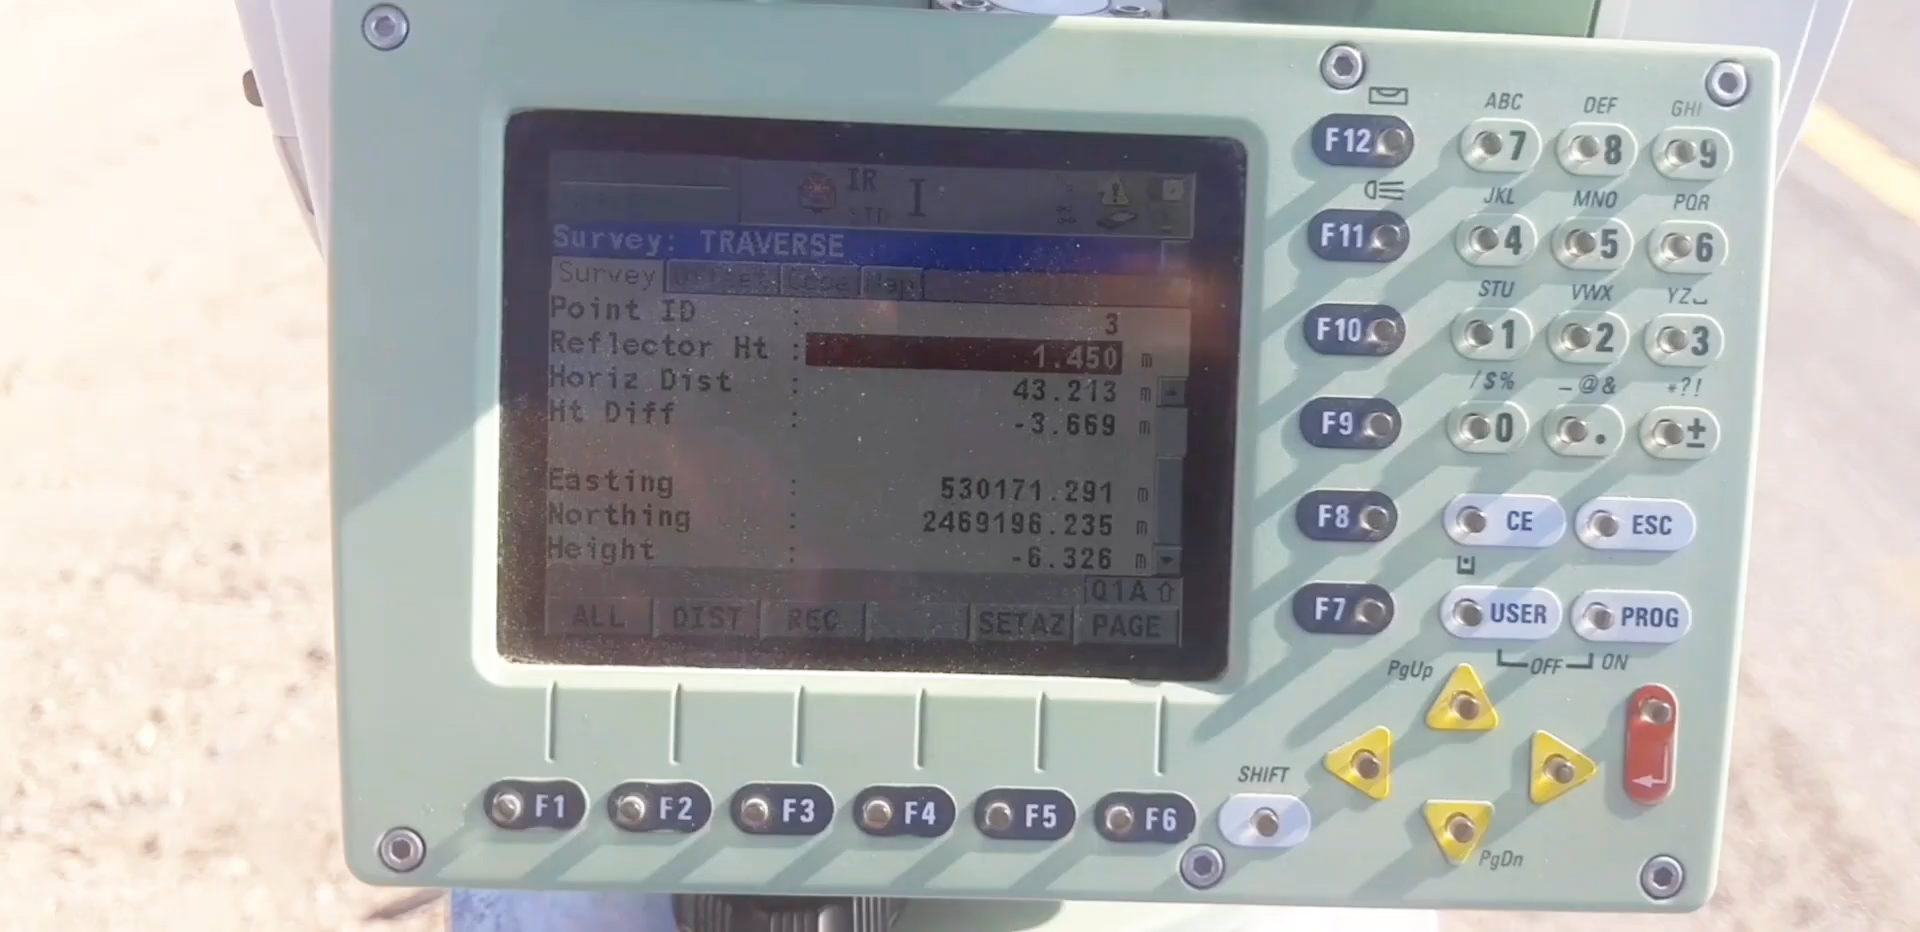 IR
STD
I
Survey: TRAVERSE
Survey Offset Code Map
Point ID : 3
Reflector Ht : 1.450 m
Horiz Dist : 43.213 m
Ht Diff : -3.669 m
Easting : 530171.291 m
Northing : 2469196.235 m
Height : -6.326 m
Q1A
ALL DIST REC SETAZ PAGE
F1 F2 F3 F4 F5 F6 SHIFT
F12 ABC 7 DEF 8 GHI 9
F11 JKL 4 MNO 5 PQR 6
F10 STU 1 VWX 2 YZ 3
F9 /$% 0 _@& . *?! ±
F8 CE ESC
F7 USER PROG
OFF ON
PgUp
PgDn